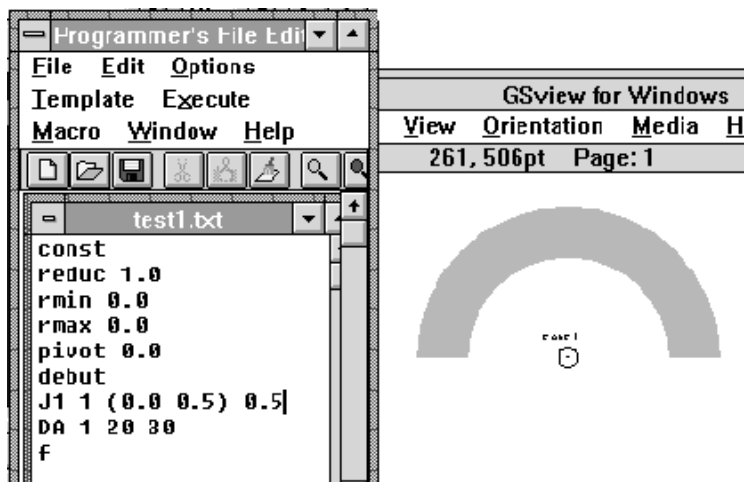 Programmer's File Edit
File Edit Options
Template Execute
Macro Window Help
test1.txt
const
reduc 1.0
rmin 0.0
rmax 0.0
pivot 0.0
debut
J1 1 (0.0 0.5) 0.5
DA 1 20 30
f
GSview for Windows
View Orientation Media H
261, 506pt Page: 1